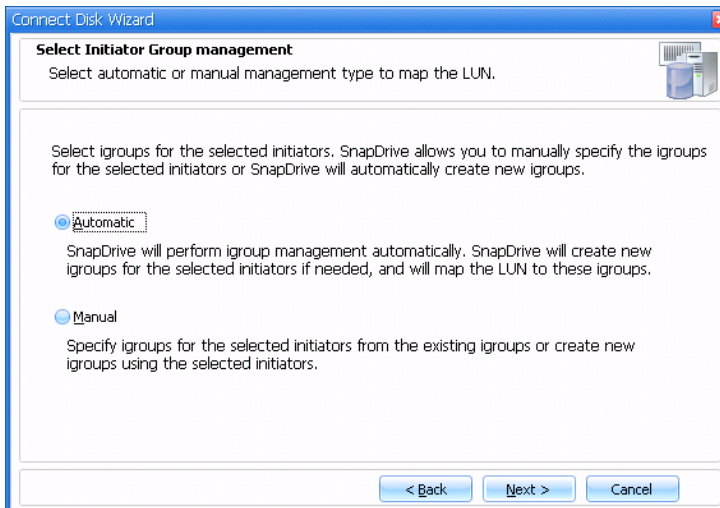 Connect Disk Wizard
Select Initiator Group management
Select automatic or manual management type to map the LUN.
Select igroups for the selected initiators. SnapDrive allows you to manually specify the igroups
for the selected initiators or SnapDrive will automatically create new igroups.
Automatic
SnapDrive will perform igroup management automatically. SnapDrive will create new
igroups for the selected initiators if needed, and will map the LUN to these igroups.
Manual
Specify igroups for the selected initiators from the existing igroups or create new
igroups using the selected initiators.
< Back Next > Cancel